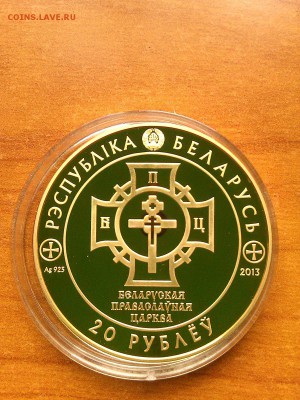 COINS.LAVE.RU
РЭСПУБЛІКА БЕЛАРУСЬ
П
Б Ц
Ag 925
2013
БЕЛАРУСКАЯ
ПРАВАСЛАЎНАЯ
ЦАРКВА
20 РУБЛЁЎ